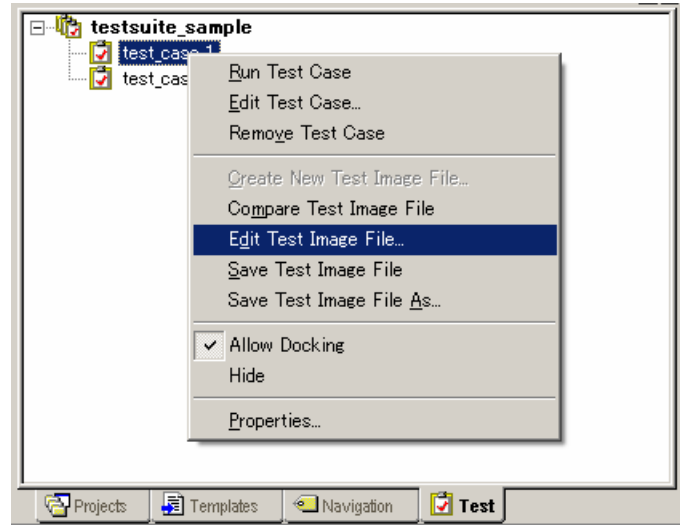 testsuite_sample
test_case_1
test_cas
Run Test Case
Edit Test Case...
Remove Test Case
Create New Test Image File...
Compare Test Image File
Edit Test Image File...
Save Test Image File
Save Test Image File As...
Allow Docking
Hide
Properties...
Projects Templates Navigation Test